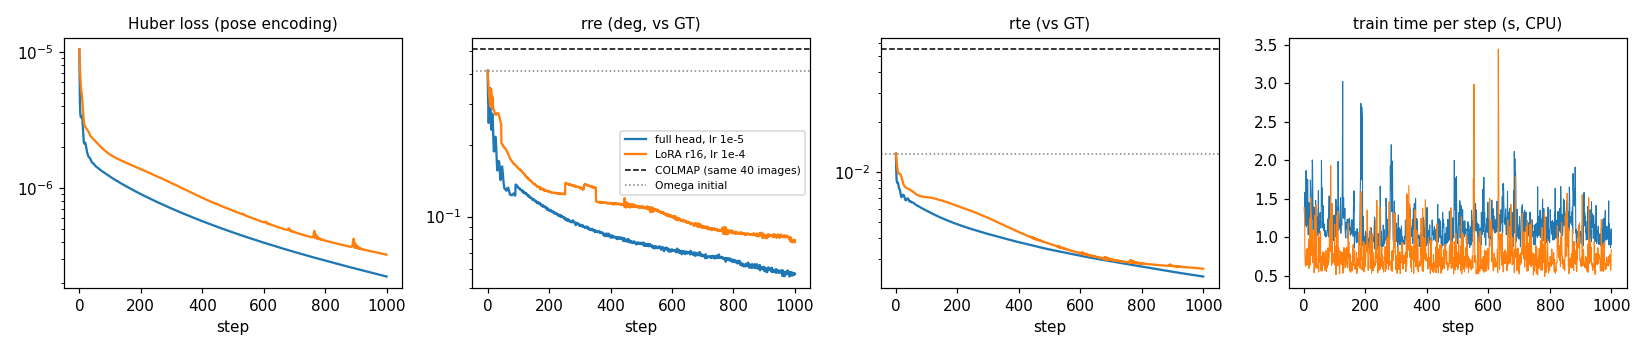 Huber loss (pose encoding)
10^{-5}
10^{-6}
0 200 400 600 800 1000
step
rre (deg, vs GT)
full head, lr 1e-5
LoRA r16, lr 1e-4
COLMAP (same 40 images)
Omega initial
10^{-1}
0 200 400 600 800 1000
step
rte (vs GT)
10^{-2}
0 200 400 600 800 1000
step
train time per step (s, CPU)
3.5
3.0
2.5
2.0
1.5
1.0
0.5
0 200 400 600 800 1000
step